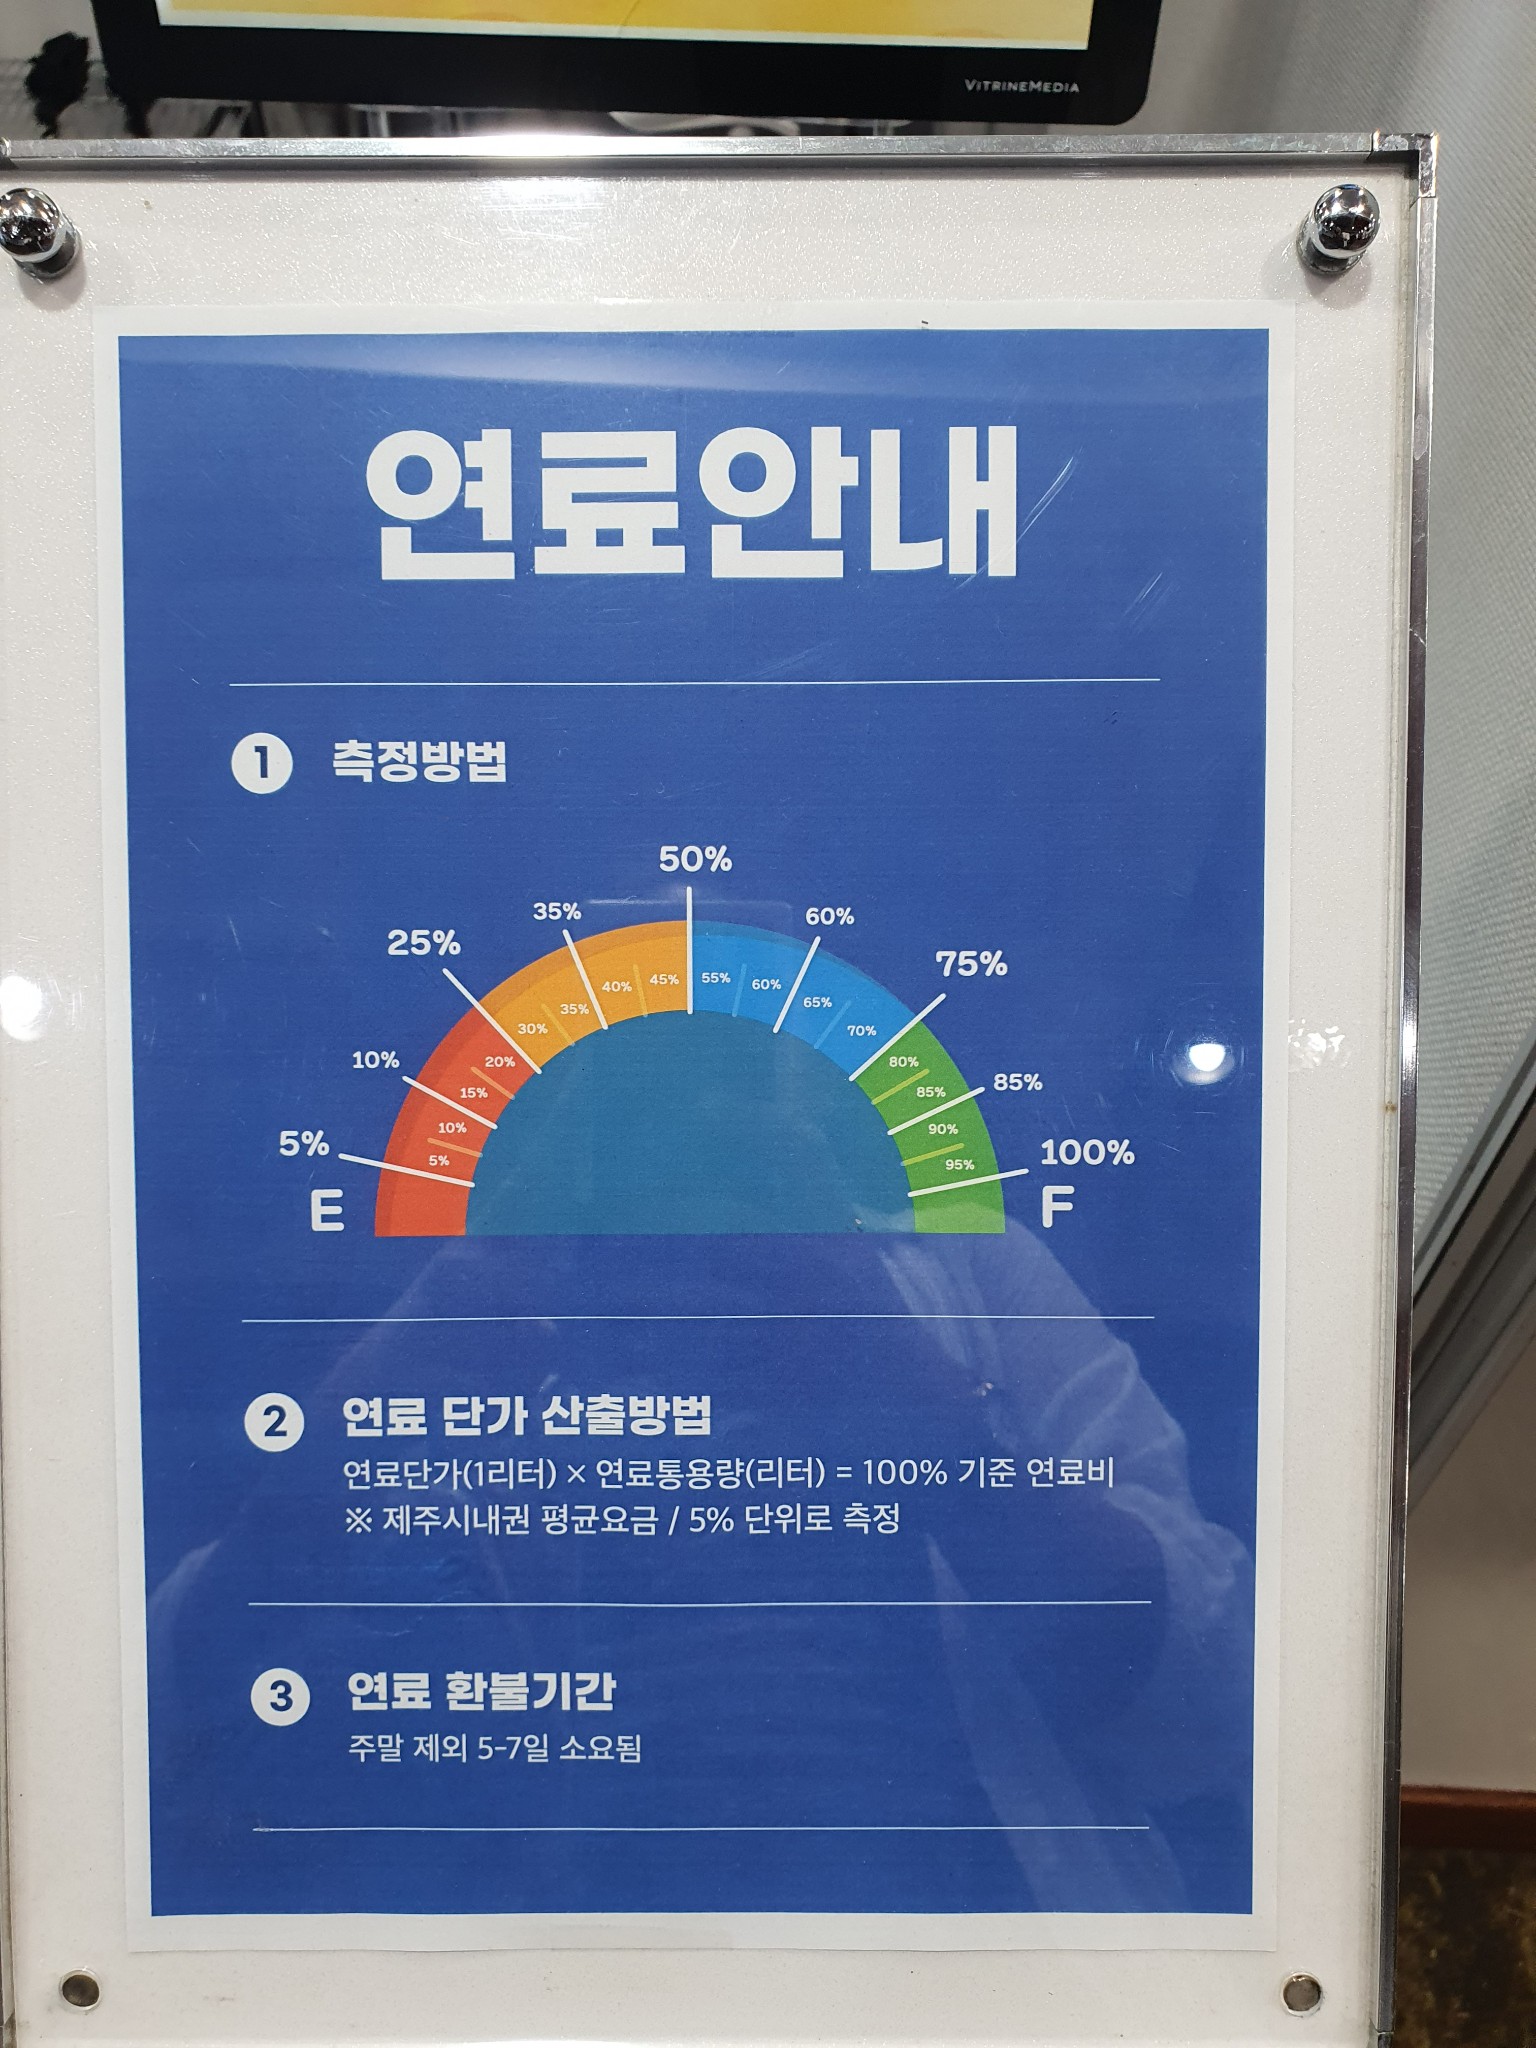 VITRINEMEDIA
연료안내
1 측정방법
50%
35%
60%
25%
75%
45%
55%
40%
60%
35%
65%
30%
70%
10%
20%
80%
85%
15%
85%
5%
10%
90%
100%
5%
95%
E
F
2 연료 단가 산출방법
연료단가(1리터) × 연료통용량(리터) = 100% 기준 연료비
※ 제주시내권 평균요금 / 5% 단위로 측정
3 연료 환불기간
주말 제외 5-7일 소요됨